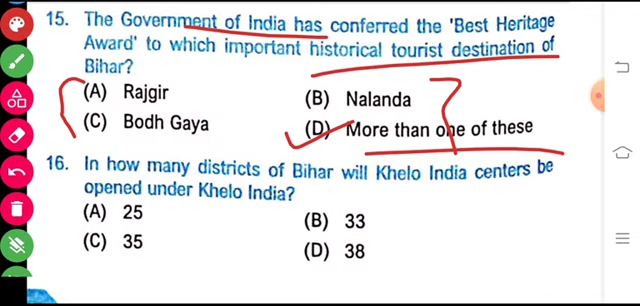 15. The Government of India has conferred the 'Best Heritage
Award' to which important historical tourist destination of
Bihar?
(A) Rajgir
(B) Nalanda
(C) Bodh Gaya
(D) More than one of these
16. In how many districts of Bihar will Khelo India centers be
opened under Khelo India?
(A) 25
(B) 33
(C) 35
(D) 38